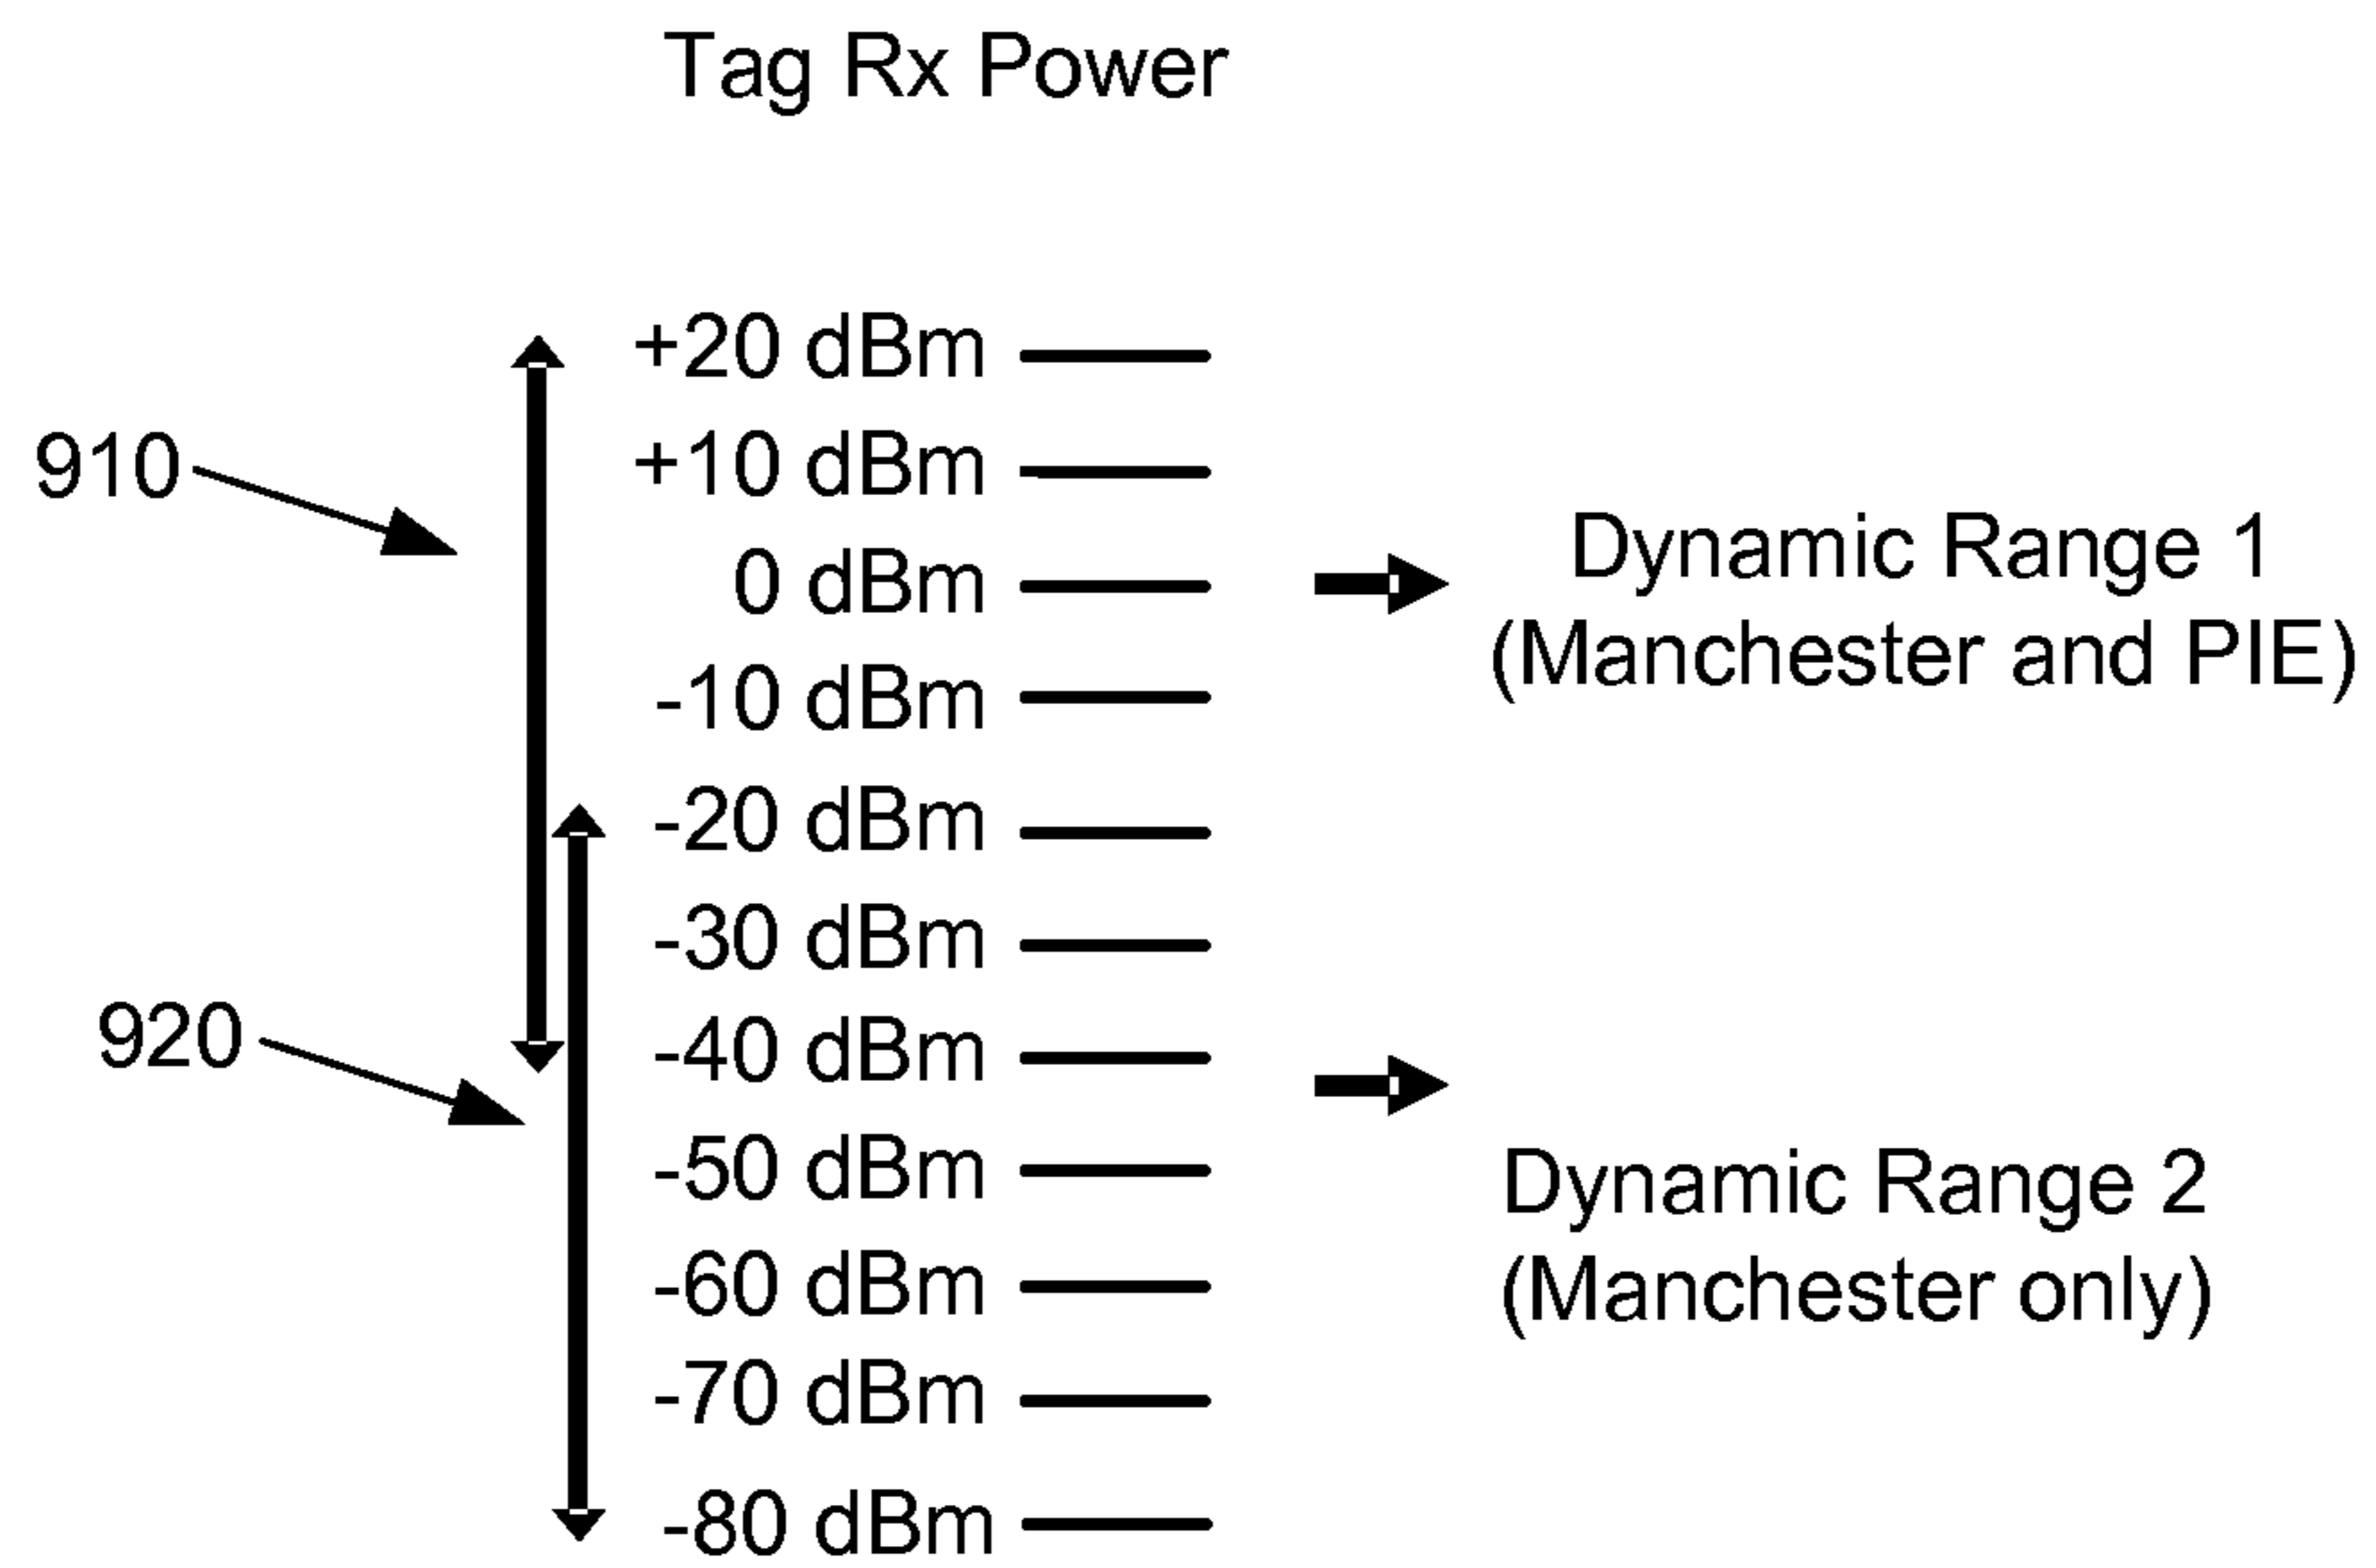 Tag Rx Power
+20 dBm
910
+10 dBm
0 dBm
Dynamic Range 1
(Manchester and PIE)
-10 dBm
-20 dBm
-30 dBm
920
-40 dBm
-50 dBm
Dynamic Range 2
(Manchester only)
-60 dBm
-70 dBm
-80 dBm